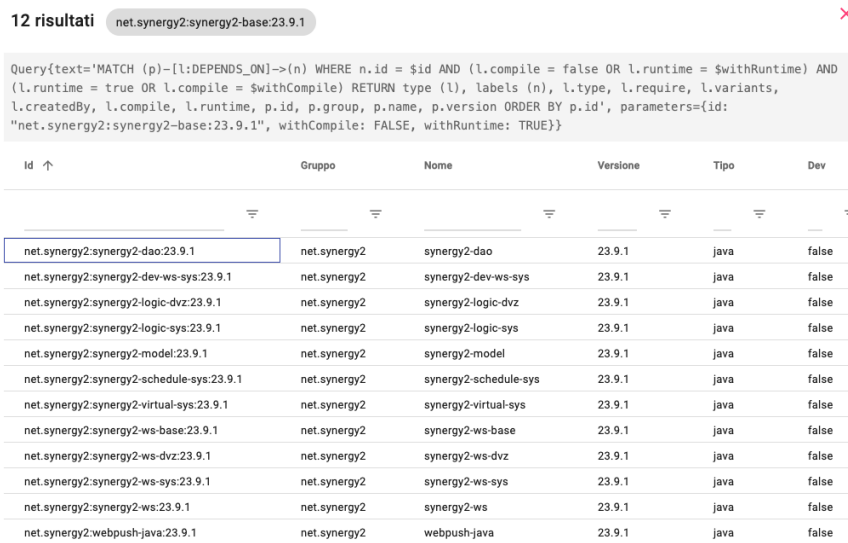 12 risultati net.synergy2:synergy2-base:23.9.1
Query{text='MATCH (p)-[l:DEPENDS_ON]->(n) WHERE n.id = $id AND (l.compile = false OR l.runtime = $withRuntime) AND
(l.runtime = true OR l.compile = $withCompile) RETURN type (l), labels (n), l.type, l.require, l.variants,
l.createdBy, l.compile, l.runtime, p.id, p.group, p.name, p.version ORDER BY p.id', parameters={id:
"net.synergy2:synergy2-base:23.9.1", withCompile: FALSE, withRuntime: TRUE}}
Id Gruppo Nome Versione Tipo Dev
net.synergy2:synergy2-dao:23.9.1 net.synergy2 synergy2-dao 23.9.1 java false
net.synergy2:synergy2-dev-ws-sys:23.9.1 net.synergy2 synergy2-dev-ws-sys 23.9.1 java false
net.synergy2:synergy2-logic-dvz:23.9.1 net.synergy2 synergy2-logic-dvz 23.9.1 java false
net.synergy2:synergy2-logic-sys:23.9.1 net.synergy2 synergy2-logic-sys 23.9.1 java false
net.synergy2:synergy2-model:23.9.1 net.synergy2 synergy2-model 23.9.1 java false
net.synergy2:synergy2-schedule-sys:23.9.1 net.synergy2 synergy2-schedule-sys 23.9.1 java false
net.synergy2:synergy2-virtual-sys:23.9.1 net.synergy2 synergy2-virtual-sys 23.9.1 java false
net.synergy2:synergy2-ws-base:23.9.1 net.synergy2 synergy2-ws-base 23.9.1 java false
net.synergy2:synergy2-ws-dvz:23.9.1 net.synergy2 synergy2-ws-dvz 23.9.1 java false
net.synergy2:synergy2-ws-sys:23.9.1 net.synergy2 synergy2-ws-sys 23.9.1 java false
net.synergy2:synergy2-ws:23.9.1 net.synergy2 synergy2-ws 23.9.1 java false
net.synergy2:webpush-java:23.9.1 net.synergy2 webpush-java 23.9.1 java false